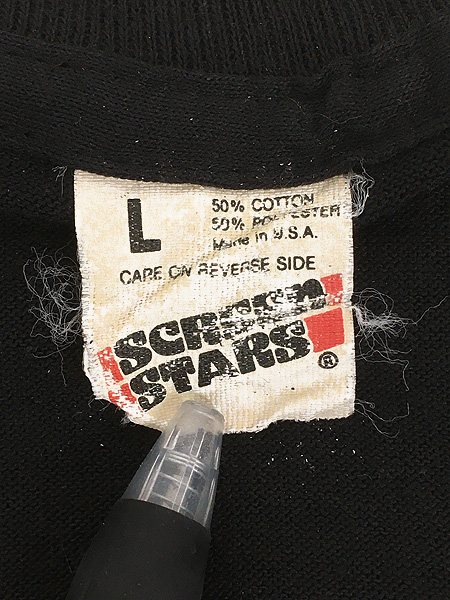 L
50% COTTON
50% POLYESTER
Made in U.S.A.
CARE ON REVERSE SIDE
SCREEN
STARS
®